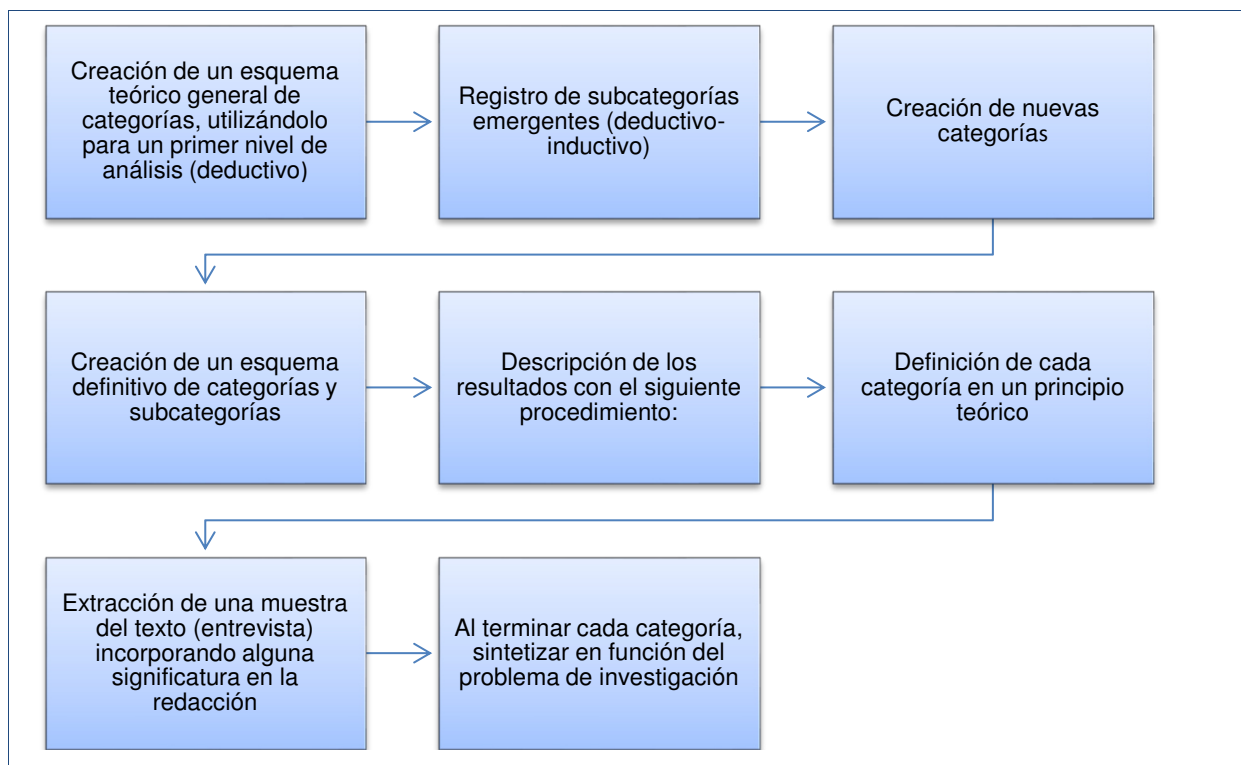 Creación de un esquema
teórico general de
categorías, utilizándolo
para un primer nivel de
análisis (deductivo)
Registro de subcategorías
emergentes (deductivo-
inductivo)
Creación de nuevas
categorías
Creación de un esquema
definitivo de categorías y
subcategorías
Descripción de los
resultados con el siguiente
procedimiento:
Definición de cada
categoría en un principio
teórico
Extracción de una muestra
del texto (entrevista)
incorporando alguna
significatura en la
redacción
Al terminar cada categoría,
sintetizar en función del
problema de investigación